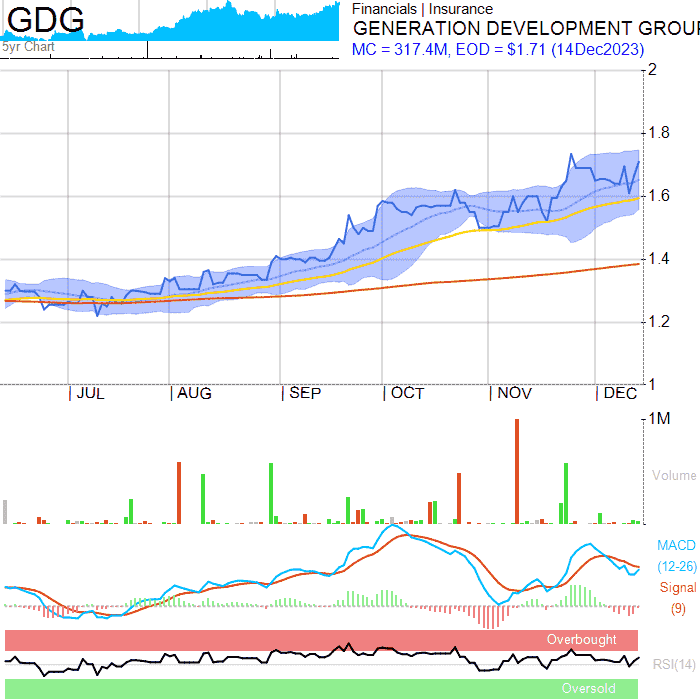 GDG
5yr Chart
Financials | Insurance
GENERATION DEVELOPMENT GROU
MC = 317.4M, EOD = $1.71 (14Dec2023)
2
1.8
1.6
1.4
1.2
1
JUL AUG SEP OCT NOV DEC
1M
Volume
MACD
(12-26)
Signal
(9)
Overbought
RSI(14)
Oversold